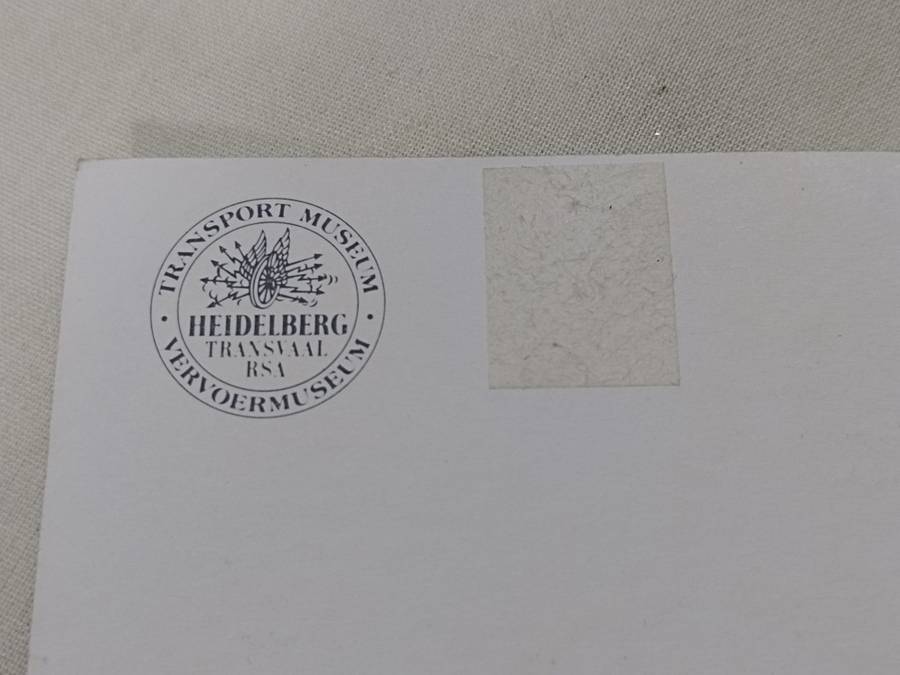 TRANSPORT MUSEUM
HEIDELBERG
TRANSVAAL
RSA
VERVOERMUSEUM